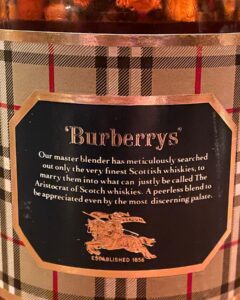 'Burberrys'
Our master blender has meticulously searched
out only the very finest Scottish whiskies, to
marry them into what can justly be called The
Aristocrat of Scotch whiskies. A peerless blend to
be appreciated even by the most discerning palate.
ESTABLISHED 1856